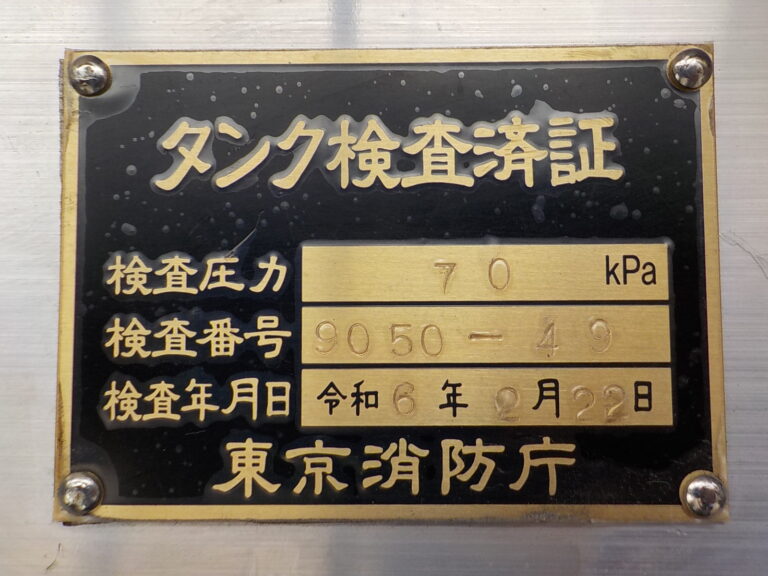 タンク検査済証
検査圧力 70 kPa
検査番号 9050-49
検査年月日 令和6年2月22日
東京消防庁